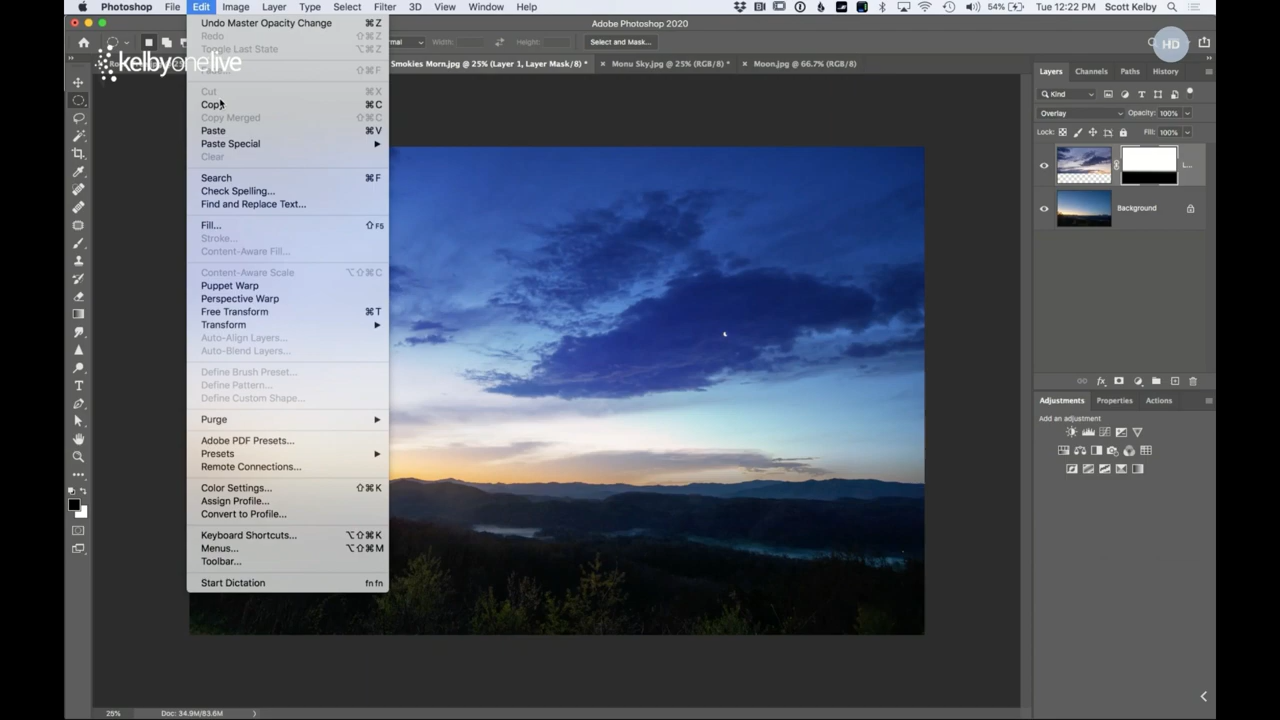 Photoshop File Edit Image Layer Type Select Filter 3D View Window Help 54% Tue 12:22 PM Scott Kelby
Adobe Photoshop 2020
Width: Height: Select and Mask...
HD
kelbyonelive
Smokies Morn.jpg @ 25% (Layer 1, Layer Mask/8) * × Monu Sky.jpg @ 25% (RGB/8) * × Moon.jpg @ 66.7% (RGB/8)
Undo Master Opacity Change ⌘Z
Redo ⇧⌘Z
Toggle Last State ⌥⌘Z
⇧⌘F
Cut ⌘X
Copy ⌘C
Copy Merged ⇧⌘C
Paste ⌘V
Paste Special
Clear
Search ⌘F
Check Spelling...
Find and Replace Text...
Fill... ⇧F5
Stroke...
Content-Aware Fill...
Content-Aware Scale ⌥⇧⌘C
Puppet Warp
Perspective Warp
Free Transform ⌘T
Transform
Auto-Align Layers...
Auto-Blend Layers...
Define Brush Preset...
Define Pattern...
Define Custom Shape...
Purge
Adobe PDF Presets...
Presets
Remote Connections...
Color Settings... ⇧⌘K
Assign Profile...
Convert to Profile...
Keyboard Shortcuts... ⌥⇧⌘K
Menus... ⌥⇧⌘M
Toolbar...
Start Dictation fn fn
Layers Channels Paths History
Kind
Overlay Opacity: 100%
Lock: Fill: 100%
L...
Background
fx
Adjustments Properties Actions
Add an adjustment
25% Doc: 34.9M/83.6M